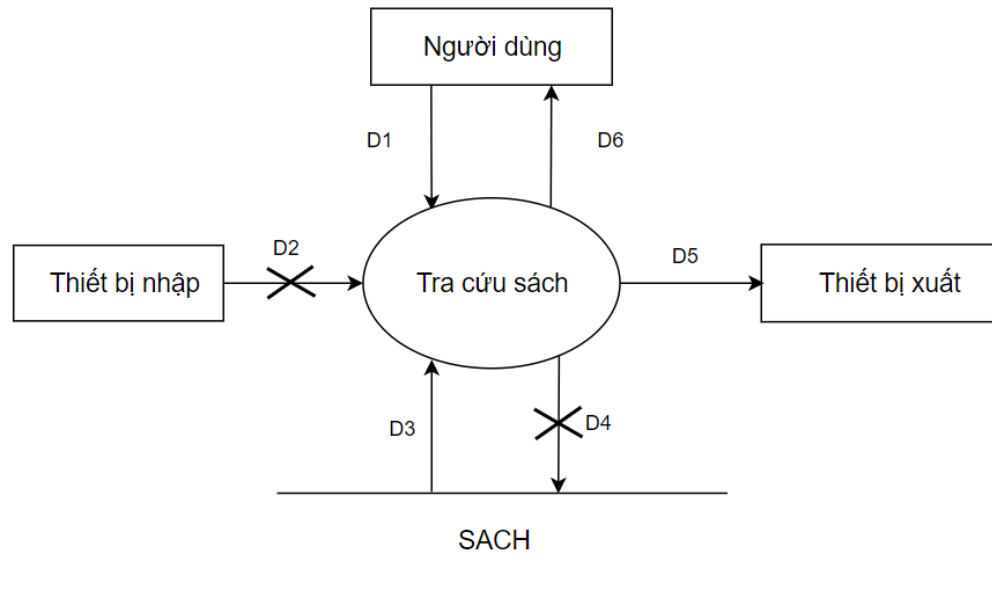 Người dùng
D1
D6
D2
D5
Thiết bị nhập
Tra cứu sách
Thiết bị xuất
D3
D4
SACH